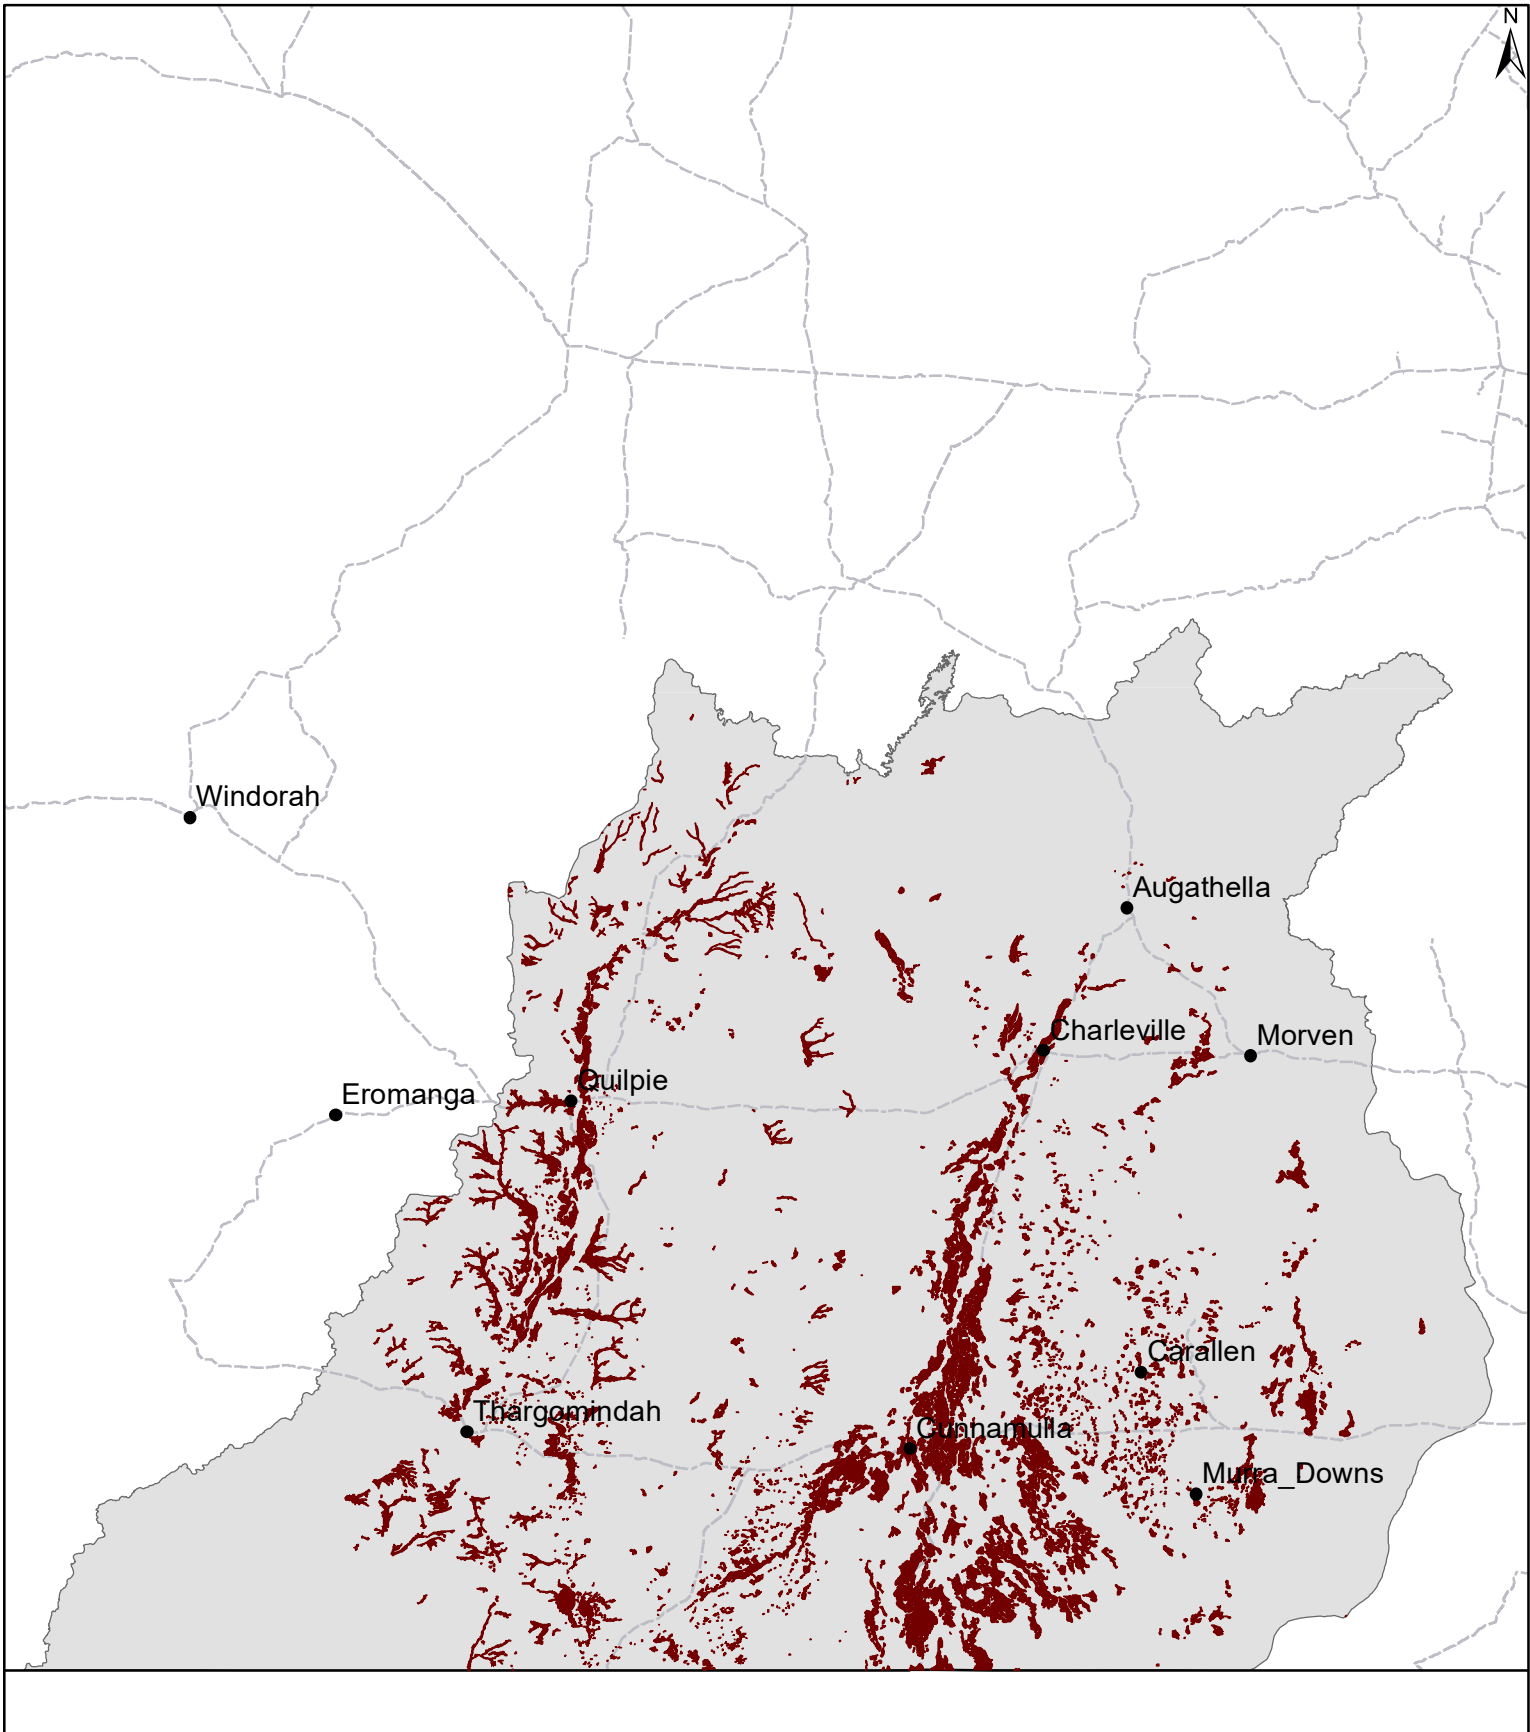 N
Windorah
Augathella
Charleville
Morven
Quilpie
Eromanga
Carallen
Thargomindah
Cunnamulla
Murra_Downs